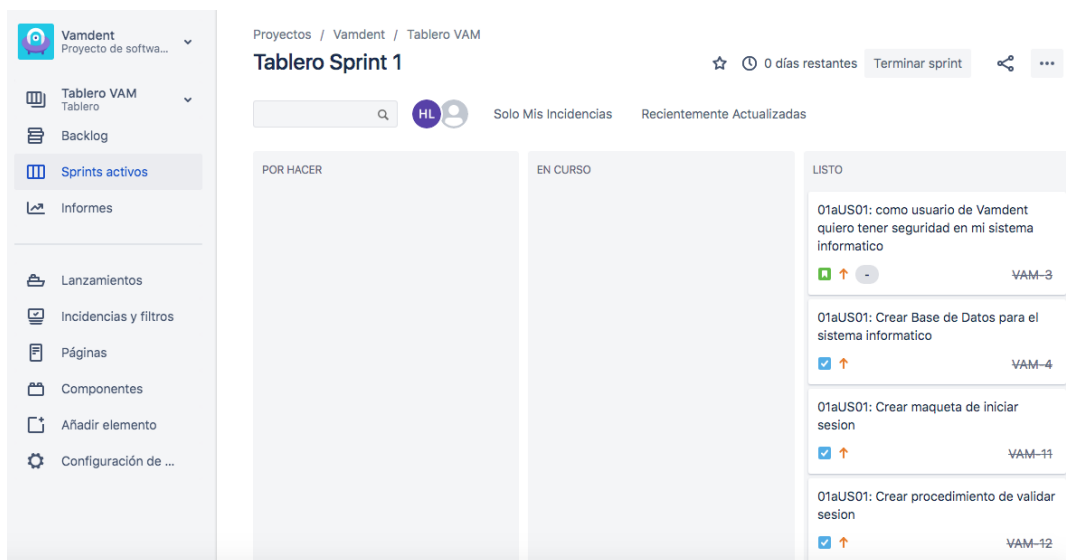 Vamdent
Proyecto de softwa...
Tablero VAM
Tablero
Backlog
Sprints activos
Informes
Lanzamientos
Incidencias y filtros
Páginas
Componentes
Añadir elemento
Configuración de ...
Proyectos / Vamdent / Tablero VAM
Tablero Sprint 1
0 días restantes
Terminar sprint
HL
Solo Mis Incidencias
Recientemente Actualizadas
POR HACER
EN CURSO
LISTO
01aUS01: como usuario de Vamdent
quiero tener seguridad en mi sistema
informatico
-
VAM-3
01aUS01: Crear Base de Datos para el
sistema informatico
VAM-4
01aUS01: Crear maqueta de iniciar
sesion
VAM-11
01aUS01: Crear procedimiento de validar
sesion
VAM-12